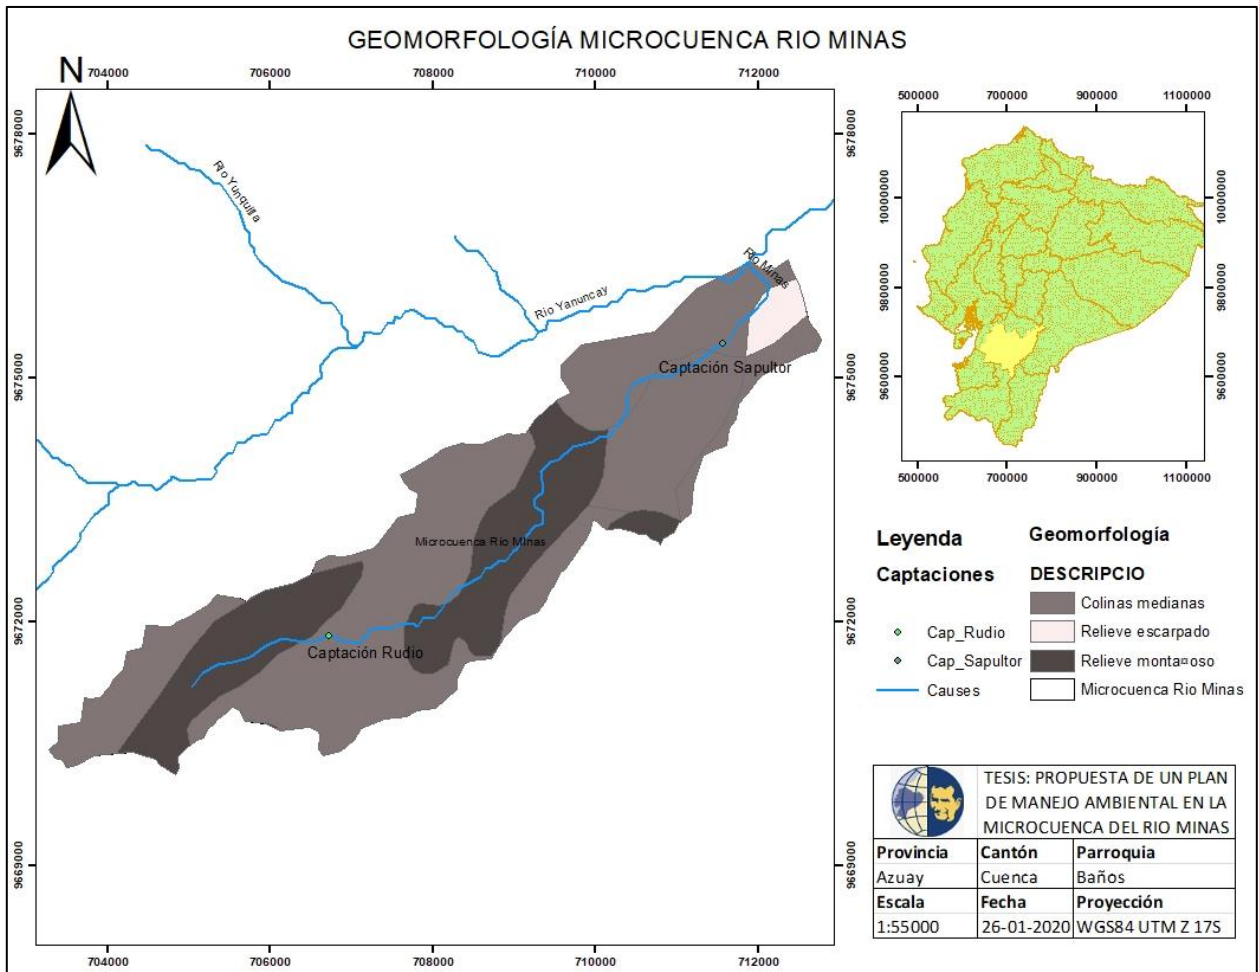 GEOMORFOLOGÍA MICROCUENCA RIO MINAS
N
704000 706000 708000 710000 712000
9678000 9678000
9675000 9675000
9672000 9672000
9669000 9669000
704000 706000 708000 710000 712000
Río Yunquilla
Río Yanuncay
Río Minas
Captación Sapultor
Microcuenca Rio MInas
Captación Rudio
500000 700000 900000 1100000
10000000 10000000
9800000 9800000
9600000 9600000
500000 700000 900000 1100000
Leyenda
Captaciones
Cap_Rudio
Cap_Sapultor
Causes
Geomorfología
DESCRIPCIO
Colinas medianas
Relieve escarpado
Relieve monta¤oso
Microcuenca Rio Minas
TESIS: PROPUESTA DE UN PLAN
DE MANEJO AMBIENTAL EN LA
MICROCUENCA DEL RIO MINAS
Provincia Cantón Parroquia
Azuay Cuenca Baños
Escala Fecha Proyección
1:55000 26-01-2020 WGS84 UTM Z 17S